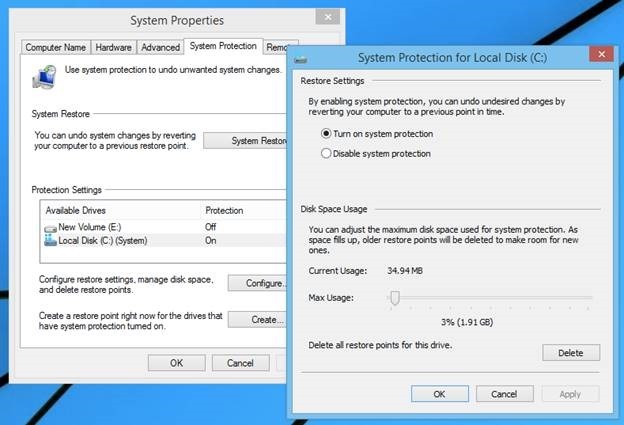 System Properties
Computer Name
Hardware
Advanced
System Protection
Use system protection to undo unwanted system changes.
System Restore
You can undo system changes by reverting
your computer to a previous restore point.
System Restore
Protection Settings
Available Drives
Protection
New Volume (E:)
Off
Local Disk (C:) (System)
On
Configure restore settings, manage disk space,
and delete restore points.
Configure...
Create a restore point right now for the drives that
have system protection turned on.
Create...
OK
Cancel
System Protection for Local Disk (C:)
Restore Settings
By enabling system protection, you can undo undesired changes by
reverting your computer to a previous point in time.
Turn on system protection
Disable system protection
Disk Space Usage
You can adjust the maximum disk space used for system protection. As
space fills up, older restore points will be deleted to make room for new
ones.
Current Usage:
34.94 MB
Max Usage:
3% (1.91 GB)
Delete all restore points for this drive.
Delete
OK
Cancel
Apply